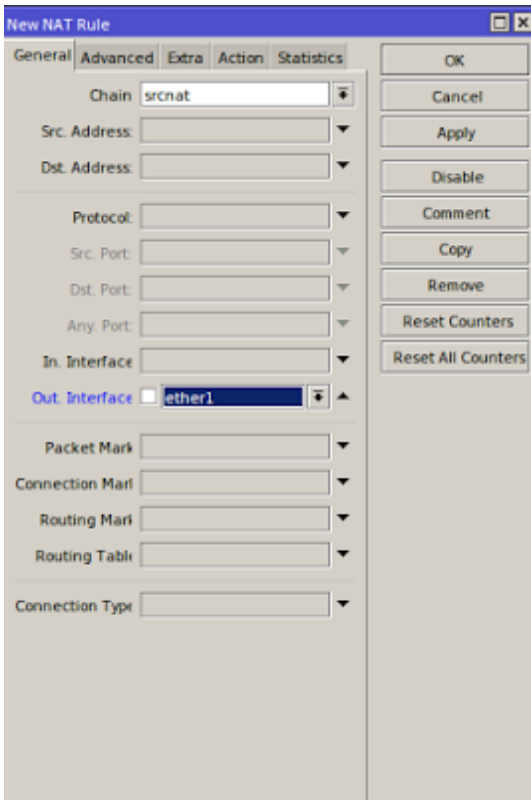 New NAT Rule
General Advanced Extra Action Statistics
Chain srcnat
Src. Address:
Dst. Address:
Protocol:
Src. Port:
Dst. Port:
Any. Port:
In. Interface
Out. Interface ether1
Packet Mark
Connection Marl
Routing Mark
Routing Table
Connection Type
OK
Cancel
Apply
Disable
Comment
Copy
Remove
Reset Counters
Reset All Counters